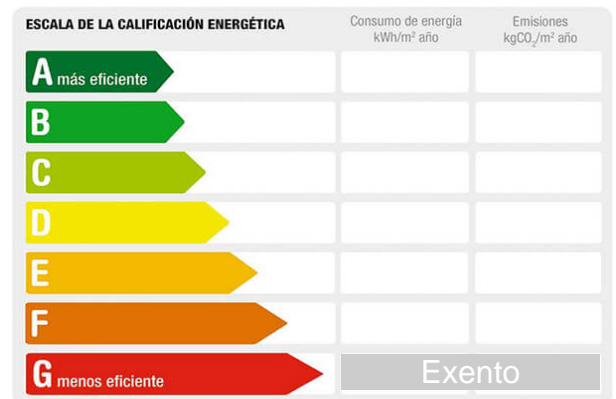 ESCALA DE LA CALIFICACIÓN ENERGÉTICA
Consumo de energía
kWh/m² año
Emisiones
kgCO₂/m² año
A más eficiente
B
C
D
E
F
G menos eficiente
Exento